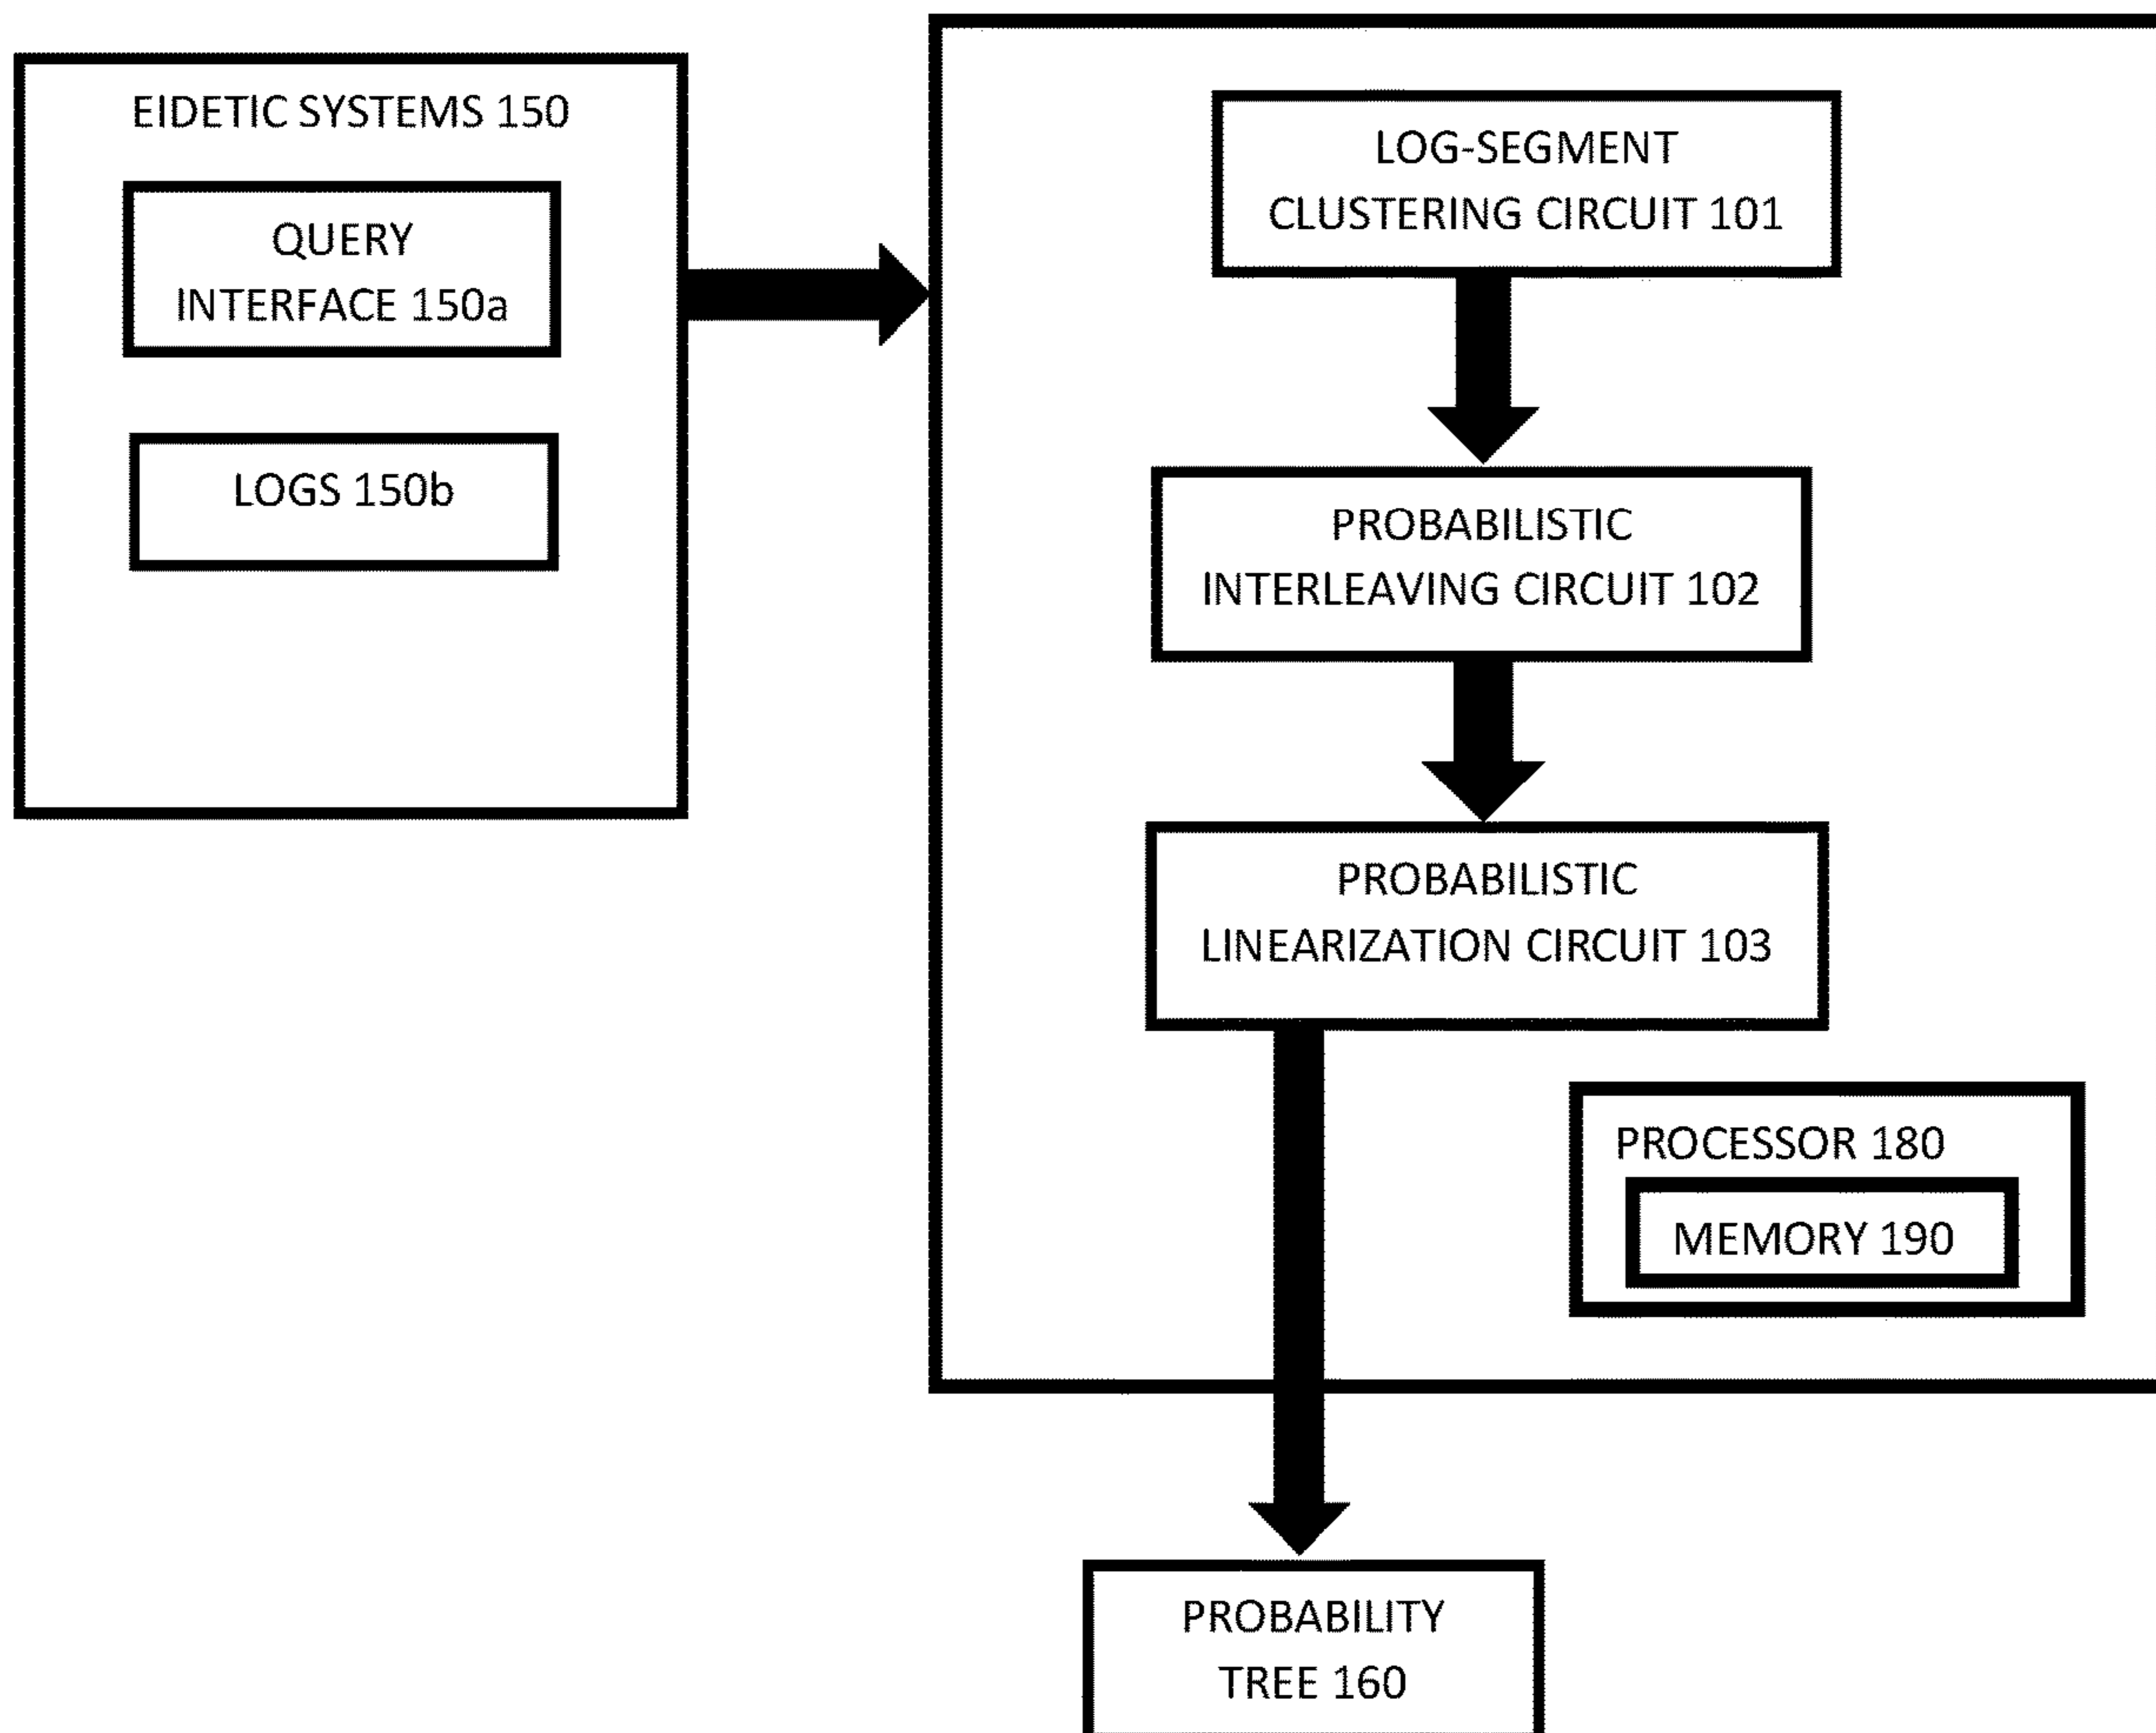 EIDETIC SYSTEMS 150
QUERY
INTERFACE 150a
LOGS 150b
LOG-SEGMENT
CLUSTERING CIRCUIT 101
PROBABILISTIC
INTERLEAVING CIRCUIT 102
PROBABILISTIC
LINEARIZATION CIRCUIT 103
PROCESSOR 180
MEMORY 190
PROBABILITY
TREE 160